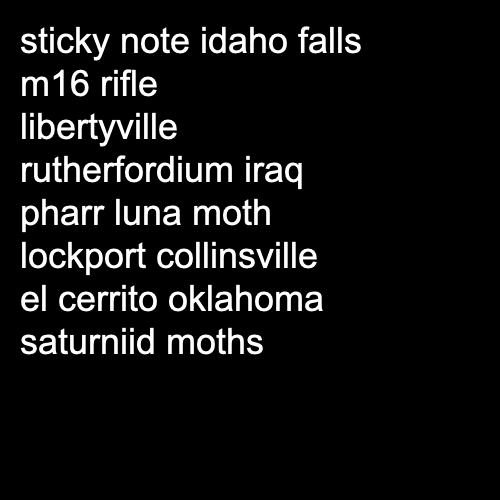 sticky note idaho falls
m16 rifle
libertyville
rutherfordium iraq
pharr luna moth
lockport collinsville
el cerrito oklahoma
saturniid moths